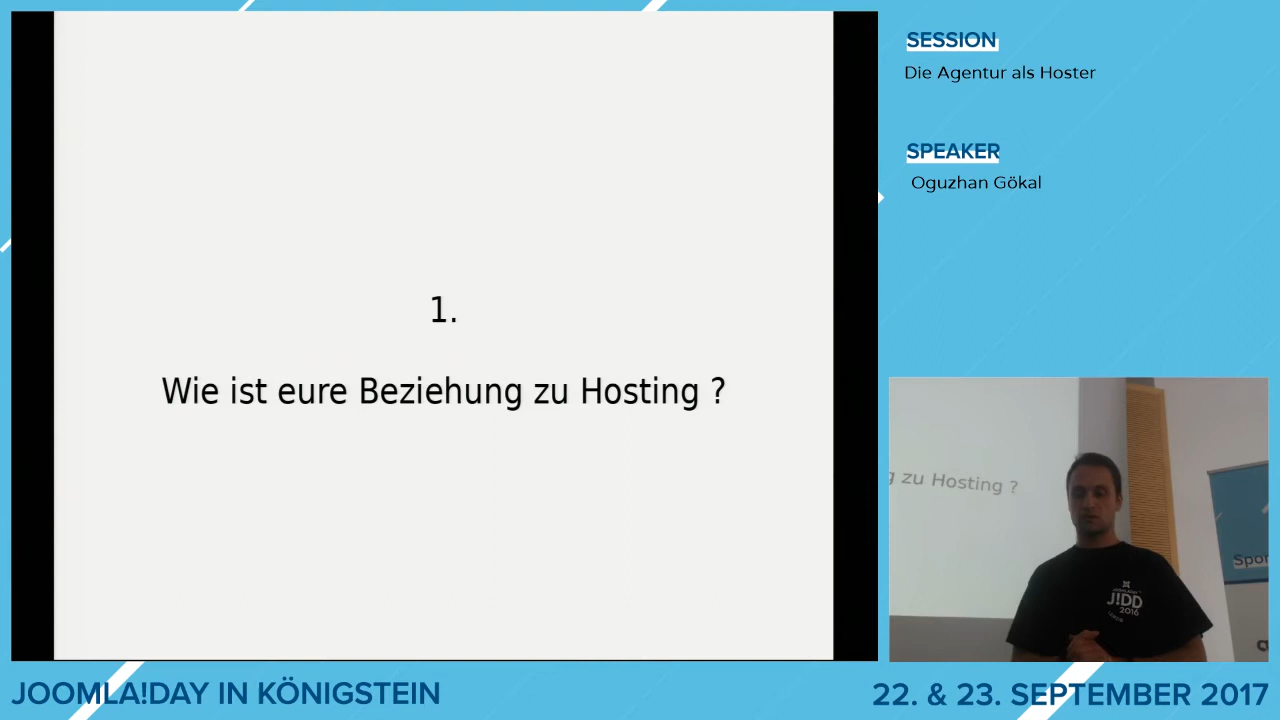 1.
Wie ist eure Beziehung zu Hosting ?
SESSION
Die Agentur als Hoster
SPEAKER
Oguzhan Gökal
g zu Hosting ?
J!DD
2016
Spor
JOOMLA!DAY IN KÖNIGSTEIN
22. & 23. SEPTEMBER 2017